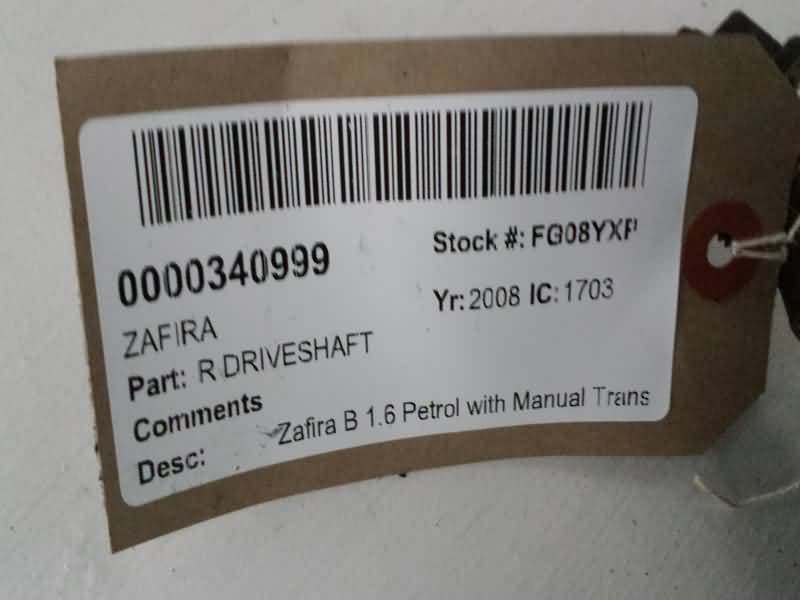 0000340999
Stock #: FG08YXP
ZAFIRA
Yr: 2008 IC: 1703
Part: R DRIVESHAFT
Comments
Desc: Zafira B 1.6 Petrol with Manual Trans